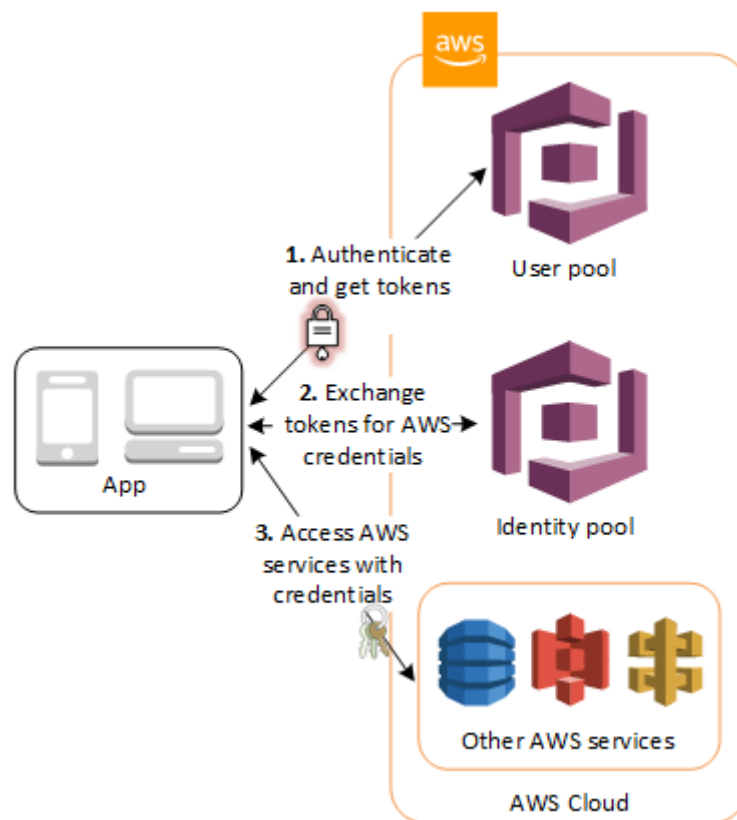 aws
1. Authenticate
and get tokens
User pool
2. Exchange
tokens for AWS
credentials
App
Identity pool
3. Access AWS
services with
credentials
Other AWS services
AWS Cloud